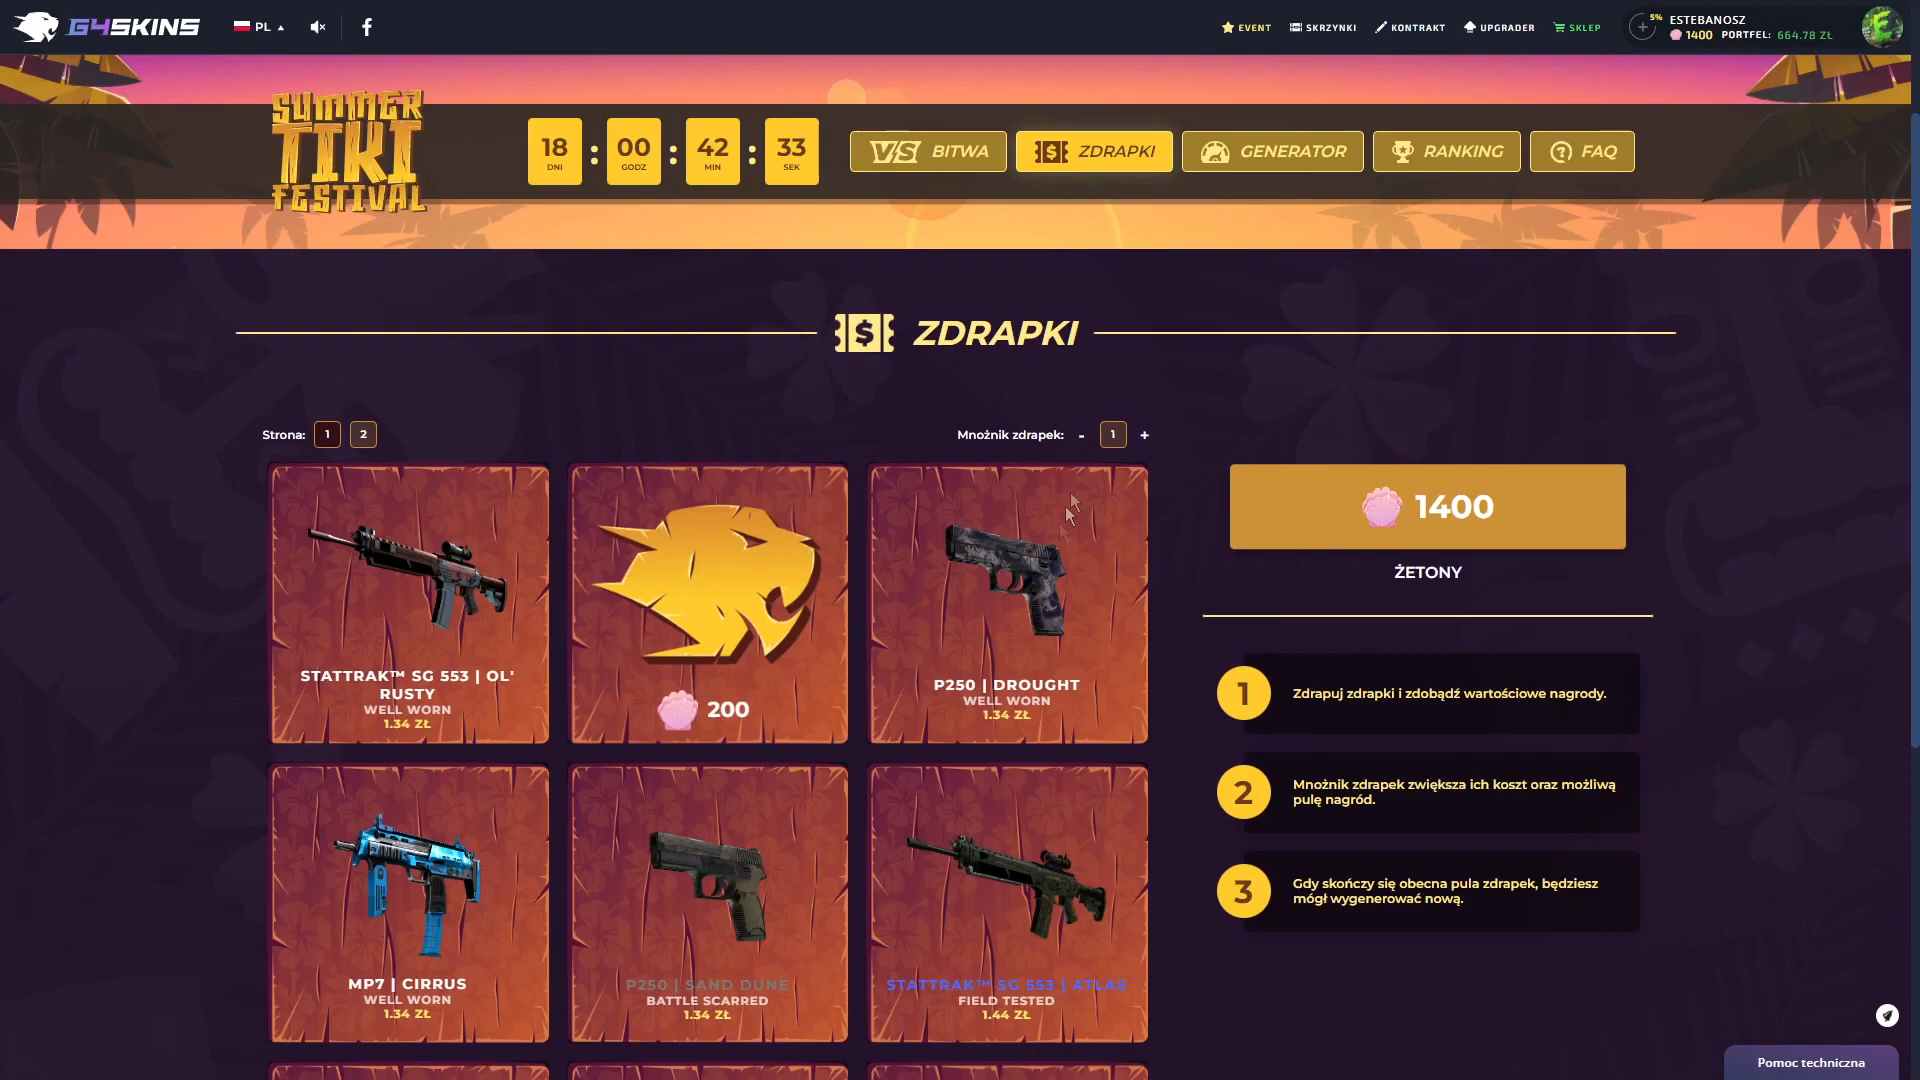 G4SKINS
PL
EVENT
SKRZYNKI
KONTRAKT
UPGRADER
SKLEP
5%
ESTEBANOSZ
1400 PORTFEL: 664.78 ZŁ
SUMMER
TIKI
FESTIVAL
18 : 00 : 42 : 33
DNI GODZ MIN SEK
VS BITWA
ZDRAPKI
GENERATOR
RANKING
FAQ
ZDRAPKI
Strona: 1 2
Mnożnik zdrapek: - 1 +
STATTRAK™ SG 553 | OL'
RUSTY
WELL WORN
1.34 ZŁ
200
P250 | DROUGHT
WELL WORN
1.34 ZŁ
MP7 | CIRRUS
WELL WORN
1.34 ZŁ
P250 | SAND DUNE
BATTLE SCARRED
1.34 ZŁ
STATTRAK™ SG 553 | ATLAS
FIELD TESTED
1.44 ZŁ
1400
ŻETONY
1
Zdrapuj zdrapki i zdobądź wartościowe nagrody.
2
Mnożnik zdrapek zwiększa ich koszt oraz możliwą
pulę nagród.
3
Gdy skończy się obecna pula zdrapek, będziesz
mógł wygenerować nową.
Pomoc techniczna